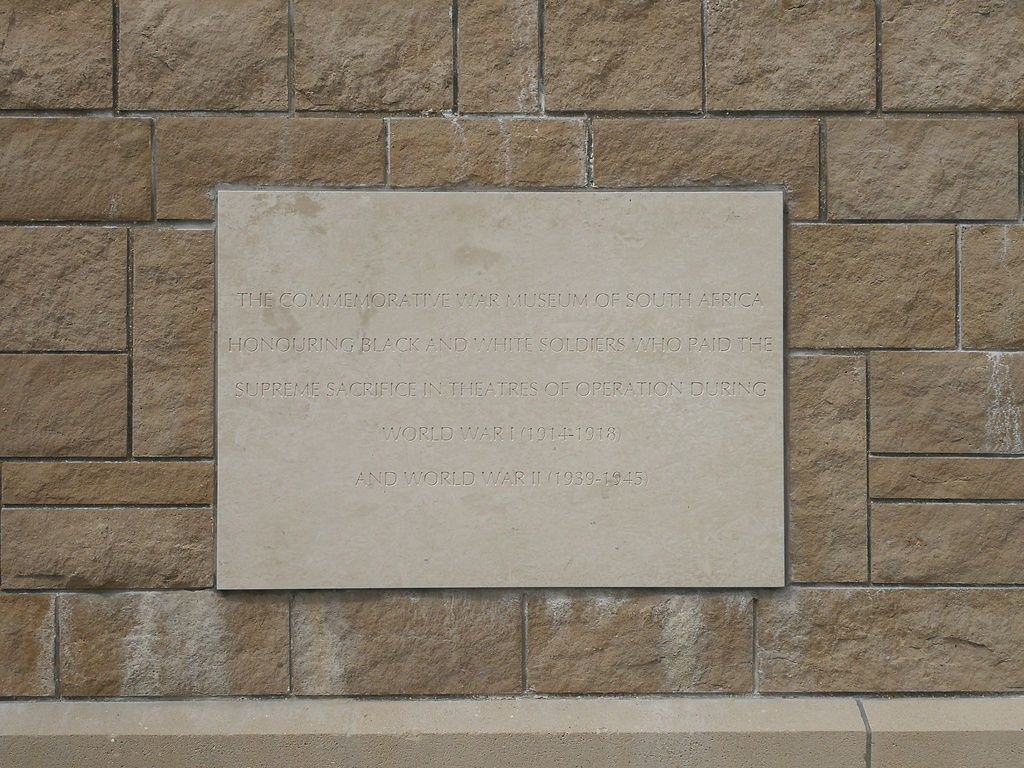 THE COMMEMORATIVE WAR MUSEUM OF SOUTH AFRICA
HONOURING BLACK AND WHITE SOLDIERS WHO PAID THE
SUPREME SACRIFICE IN THEATRES OF OPERATION DURING
WORLD WAR I (1914-1918)
AND WORLD WAR II (1939-1945)